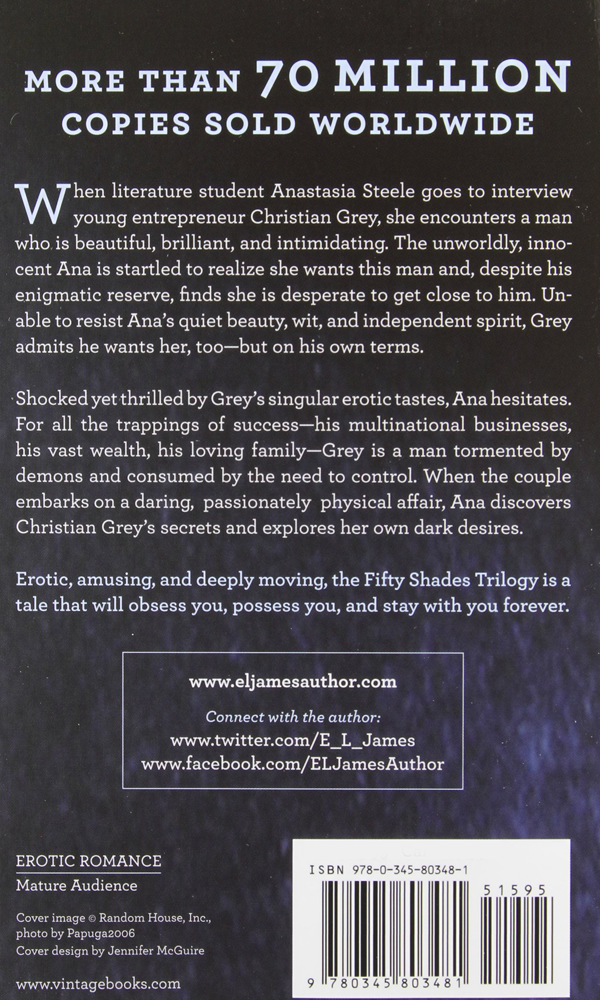 MORE THAN 70 MILLION
COPIES SOLD WORLDWIDE
When literature student Anastasia Steele goes to interview
young entrepreneur Christian Grey, she encounters a man
who is beautiful, brilliant, and intimidating. The unworldly, inno-
cent Ana is startled to realize she wants this man and, despite his
enigmatic reserve, finds she is desperate to get close to him. Un-
able to resist Ana's quiet beauty, wit, and independent spirit, Grey
admits he wants her, too—but on his own terms.
Shocked yet thrilled by Grey's singular erotic tastes, Ana hesitates.
For all the trappings of success—his multinational businesses,
his vast wealth, his loving family—Grey is a man tormented by
demons and consumed by the need to control. When the couple
embarks on a daring, passionately physical affair, Ana discovers
Christian Grey's secrets and explores her own dark desires.
Erotic, amusing, and deeply moving, the Fifty Shades Trilogy is a
tale that will obsess you, possess you, and stay with you forever.
www.eljamesauthor.com
Connect with the author:
www.twitter.com/E_L_James
www.facebook.com/ELJamesAuthor
EROTIC ROMANCE
Mature Audience
Cover image © Random House, Inc.,
photo by Papuga2006
Cover design by Jennifer McGuire
www.vintagebooks.com
ISBN 978-0-345-80348-1
51595
9 780345 803481